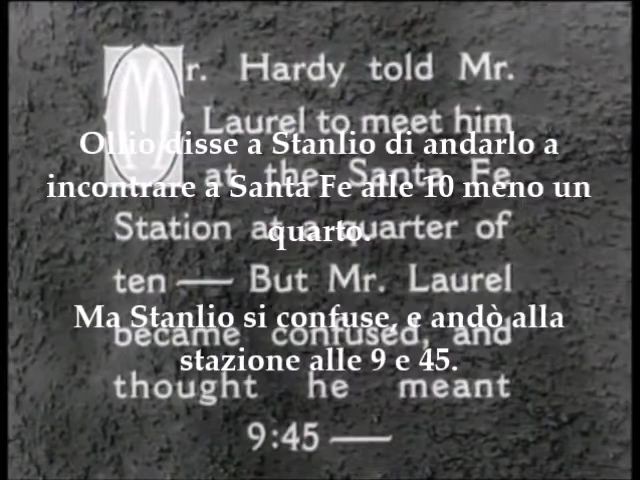 Mr. Hardy told Mr.
Laurel to meet him
at the Santa Fe
Station at a quarter of
ten — But Mr. Laurel
became confused, and
thought he meant
9:45 —
Ollio disse a Stanlio di andarlo a
incontrare a Santa Fe alle 10 meno un
quarto.
Ma Stanlio si confuse, e andò alla
stazione alle 9 e 45.